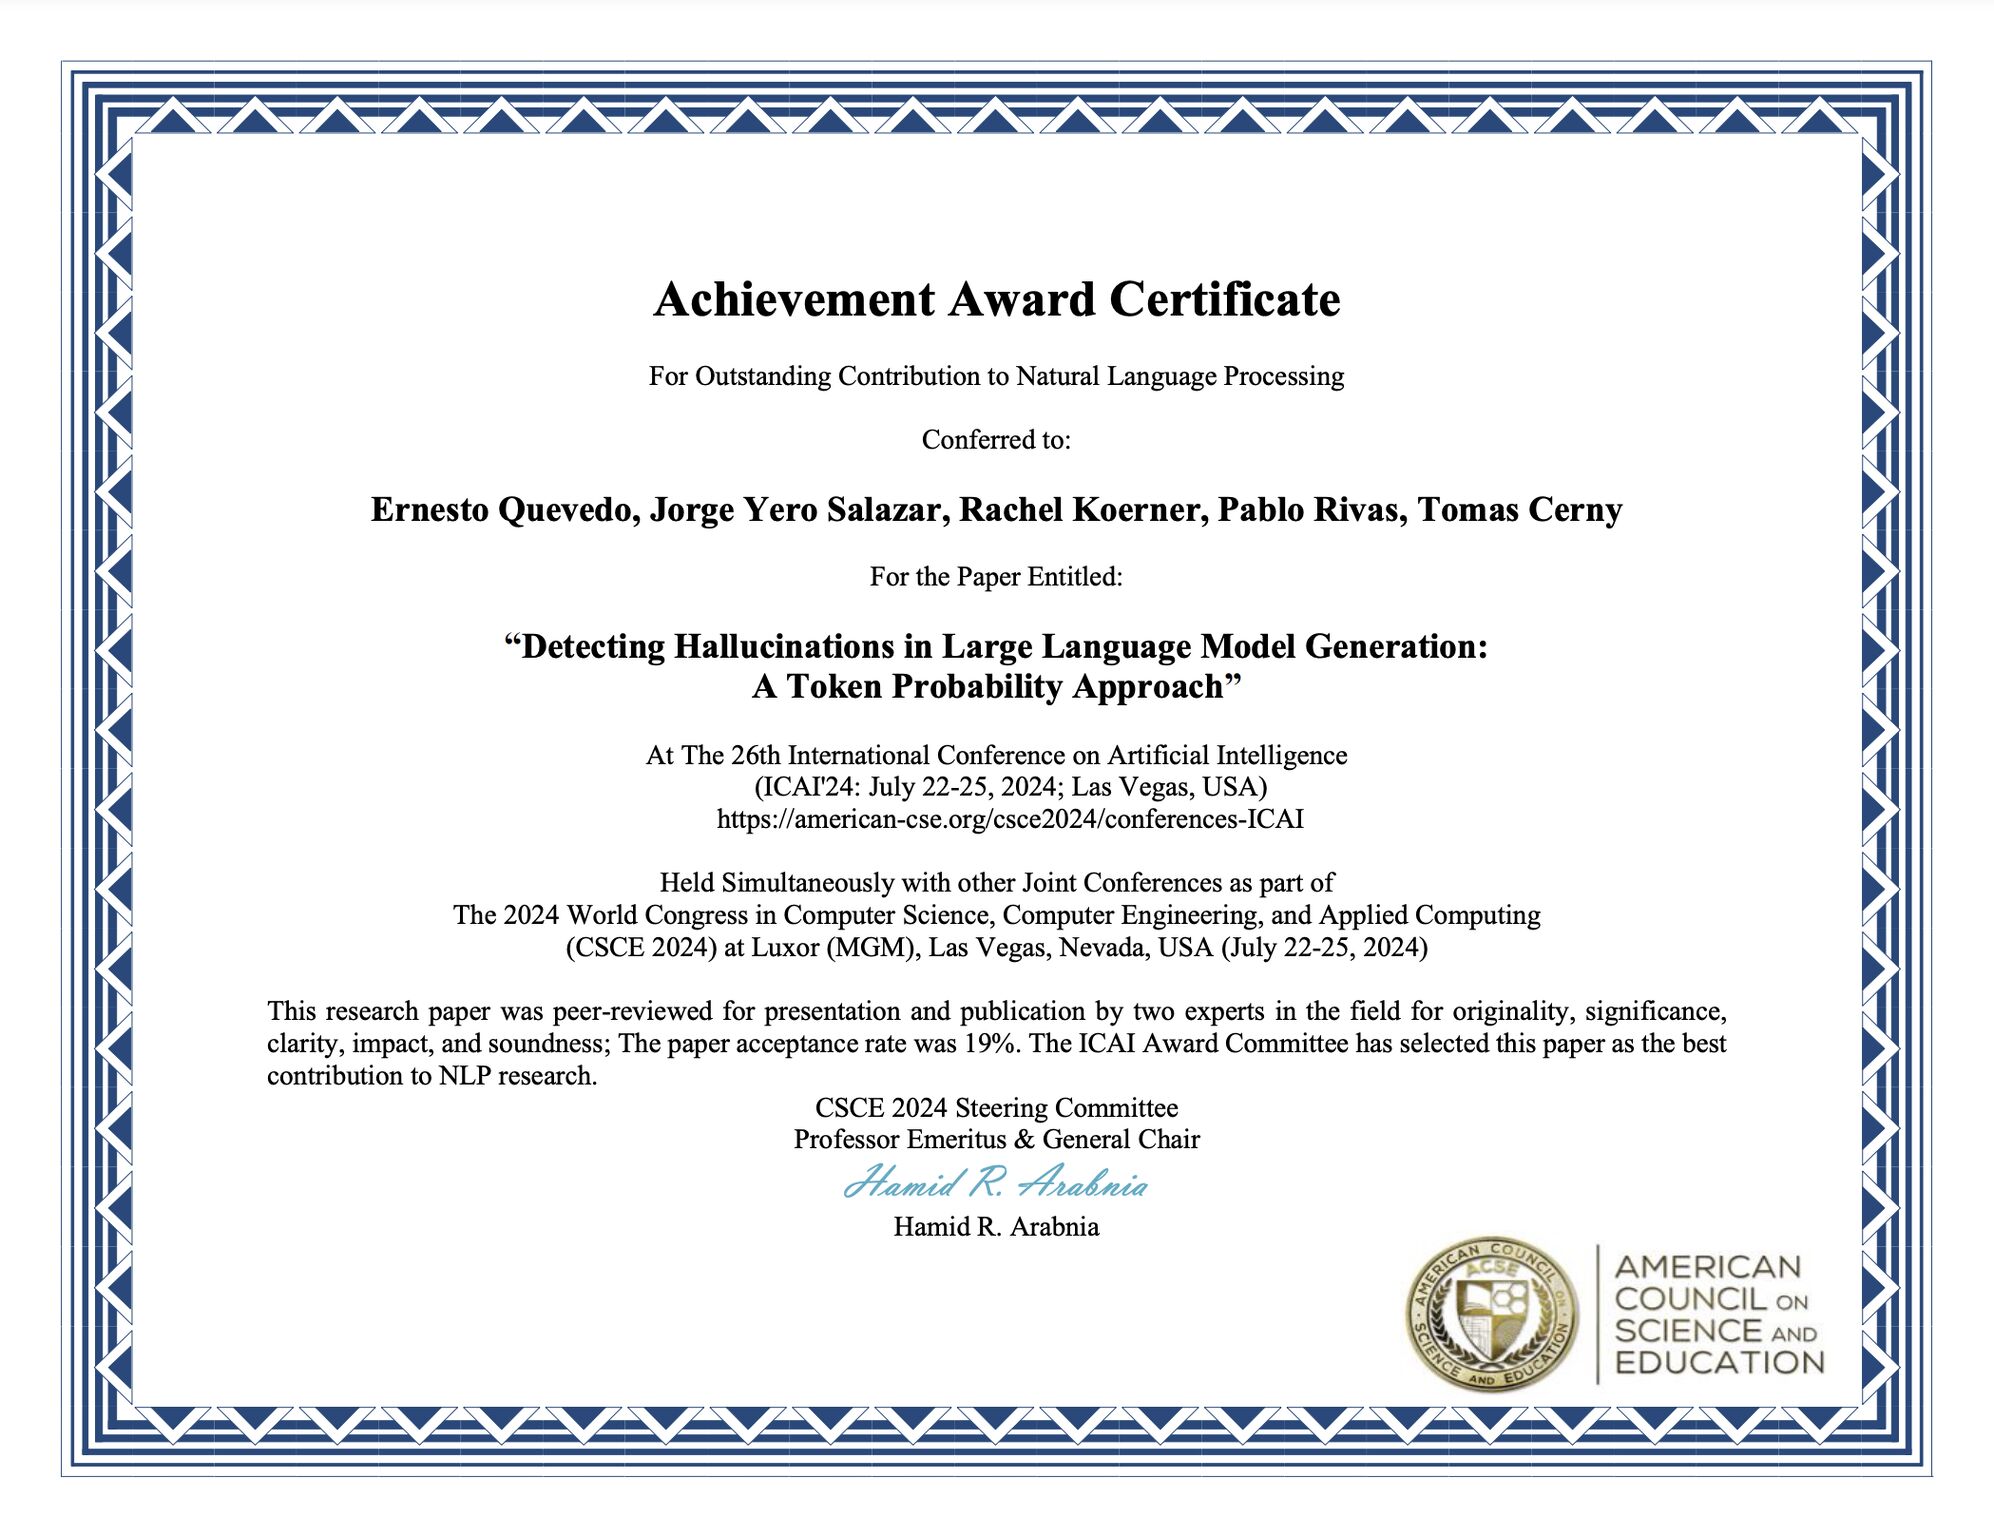 Achievement Award Certificate
For Outstanding Contribution to Natural Language Processing
Conferred to:
Ernesto Quevedo, Jorge Yero Salazar, Rachel Koerner, Pablo Rivas, Tomas Cerny
For the Paper Entitled:
“Detecting Hallucinations in Large Language Model Generation:
A Token Probability Approach”
At The 26th International Conference on Artificial Intelligence
(ICAI'24: July 22-25, 2024; Las Vegas, USA)
https://american-cse.org/csce2024/conferences-ICAI
Held Simultaneously with other Joint Conferences as part of
The 2024 World Congress in Computer Science, Computer Engineering, and Applied Computing
(CSCE 2024) at Luxor (MGM), Las Vegas, Nevada, USA (July 22-25, 2024)
This research paper was peer-reviewed for presentation and publication by two experts in the field for originality, significance,
clarity, impact, and soundness; The paper acceptance rate was 19%. The ICAI Award Committee has selected this paper as the best
contribution to NLP research.
CSCE 2024 Steering Committee
Professor Emeritus & General Chair
Hamid R. Arabnia
Hamid R. Arabnia
AMERICAN COUNCIL ON
ACSE
SCIENCE AND EDUCATION
AMERICAN
COUNCIL ON
SCIENCE AND
EDUCATION